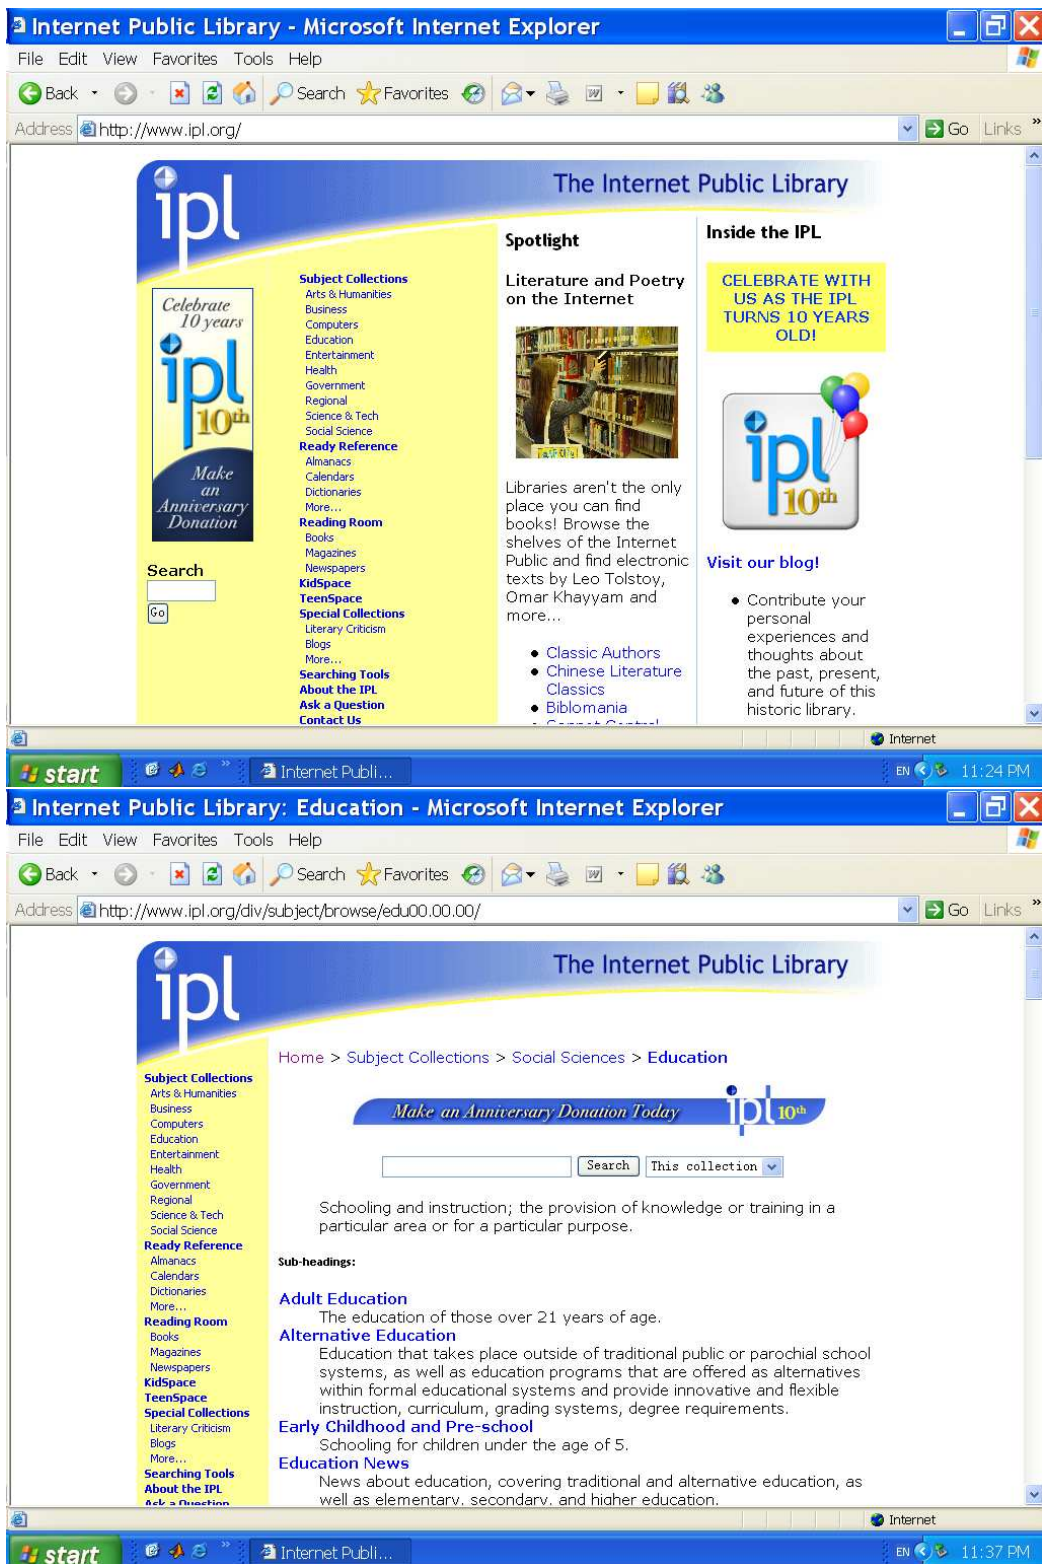 Internet Public Library - Microsoft Internet Explorer
File Edit View Favorites Tools Help
Back Search Favorites
Address http://www.ipl.org/ Go Links »
ipl
The Internet Public Library
Celebrate
10 years
ipl
10th
Make
an
Anniversary
Donation
Search
Go
Subject Collections
Arts & Humanities
Business
Computers
Education
Entertainment
Health
Government
Regional
Science & Tech
Social Science
Ready Reference
Almanacs
Calendars
Dictionaries
More...
Reading Room
Books
Magazines
Newspapers
KidSpace
TeenSpace
Special Collections
Literary Criticism
Blogs
More...
Searching Tools
About the IPL
Ask a Question
Contact Us
Spotlight
Literature and Poetry
on the Internet
Libraries aren't the only
place you can find
books! Browse the
shelves of the Internet
Public and find electronic
texts by Leo Tolstoy,
Omar Khayyam and
more...
• Classic Authors
• Chinese Literature
Classics
• Biblomania
Inside the IPL
CELEBRATE WITH
US AS THE IPL
TURNS 10 YEARS
OLD!
ipl
10th
Visit our blog!
• Contribute your
personal
experiences and
thoughts about
the past, present,
and future of this
historic library.
Internet
start » Internet Publi... EN 11:24 PM
Internet Public Library: Education - Microsoft Internet Explorer
File Edit View Favorites Tools Help
Back Search Favorites
Address http://www.ipl.org/div/subject/browse/edu00.00.00/ Go Links »
ipl
The Internet Public Library
Subject Collections
Arts & Humanities
Business
Computers
Education
Entertainment
Health
Government
Regional
Science & Tech
Social Science
Ready Reference
Almanacs
Calendars
Dictionaries
More...
Reading Room
Books
Magazines
Newspapers
KidSpace
TeenSpace
Special Collections
Literary Criticism
Blogs
More...
Searching Tools
About the IPL
Ask a Question
Home > Subject Collections > Social Sciences > Education
Make an Anniversary Donation Today ipl 10th
Search This collection
Schooling and instruction; the provision of knowledge or training in a
particular area or for a particular purpose.
Sub-headings:
Adult Education
The education of those over 21 years of age.
Alternative Education
Education that takes place outside of traditional public or parochial school
systems, as well as education programs that are offered as alternatives
within formal educational systems and provide innovative and flexible
instruction, curriculum, grading systems, degree requirements.
Early Childhood and Pre-school
Schooling for children under the age of 5.
Education News
News about education, covering traditional and alternative education, as
well as elementary, secondary, and higher education.
Internet
start » Internet Publi... EN 11:37 PM